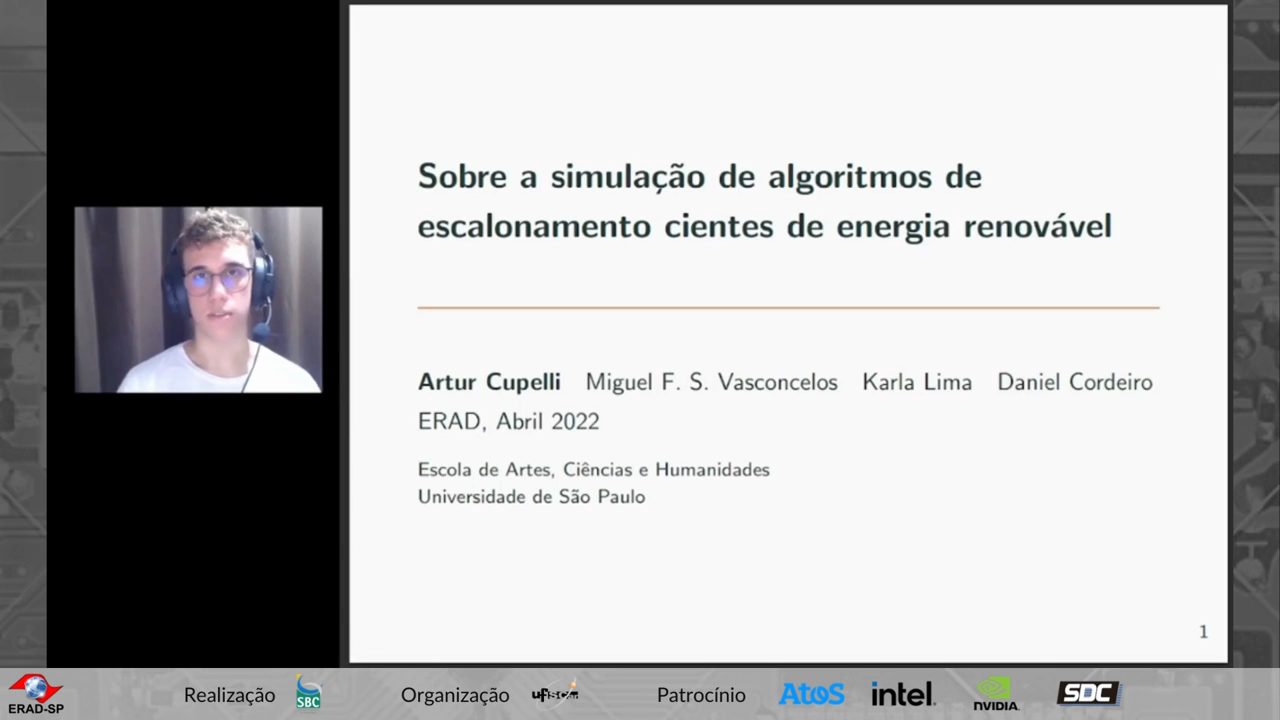 Sobre a simulação de algoritmos de
escalonamento cientes de energia renovável
Artur Cupelli Miguel F. S. Vasconcelos Karla Lima Daniel Cordeiro
ERAD, Abril 2022
Escola de Artes, Ciências e Humanidades
Universidade de São Paulo
1
ERAD-SP
Realização
SBC
Organização
ufscar
Patrocínio
Atos
intel.
NVIDIA.
SDC